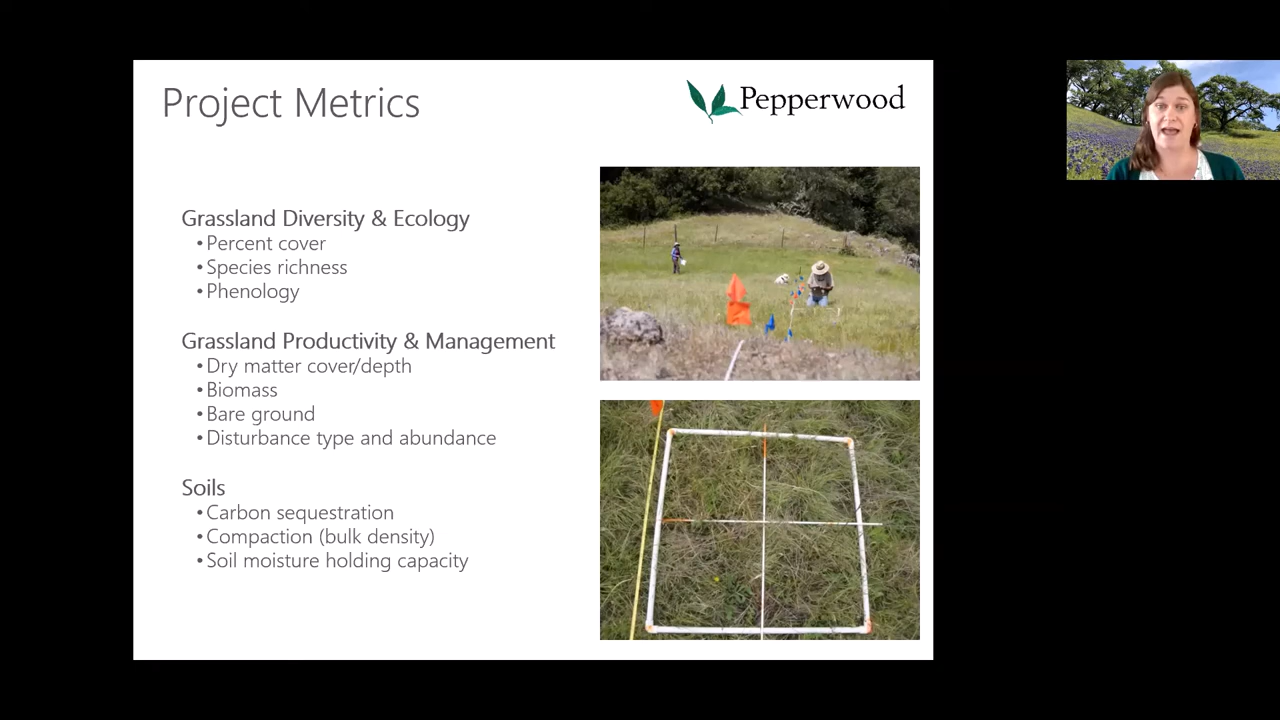 Project Metrics
Pepperwood
Grassland Diversity & Ecology
•Percent cover
•Species richness
•Phenology
Grassland Productivity & Management
•Dry matter cover/depth
•Biomass
•Bare ground
•Disturbance type and abundance
Soils
•Carbon sequestration
•Compaction (bulk density)
•Soil moisture holding capacity